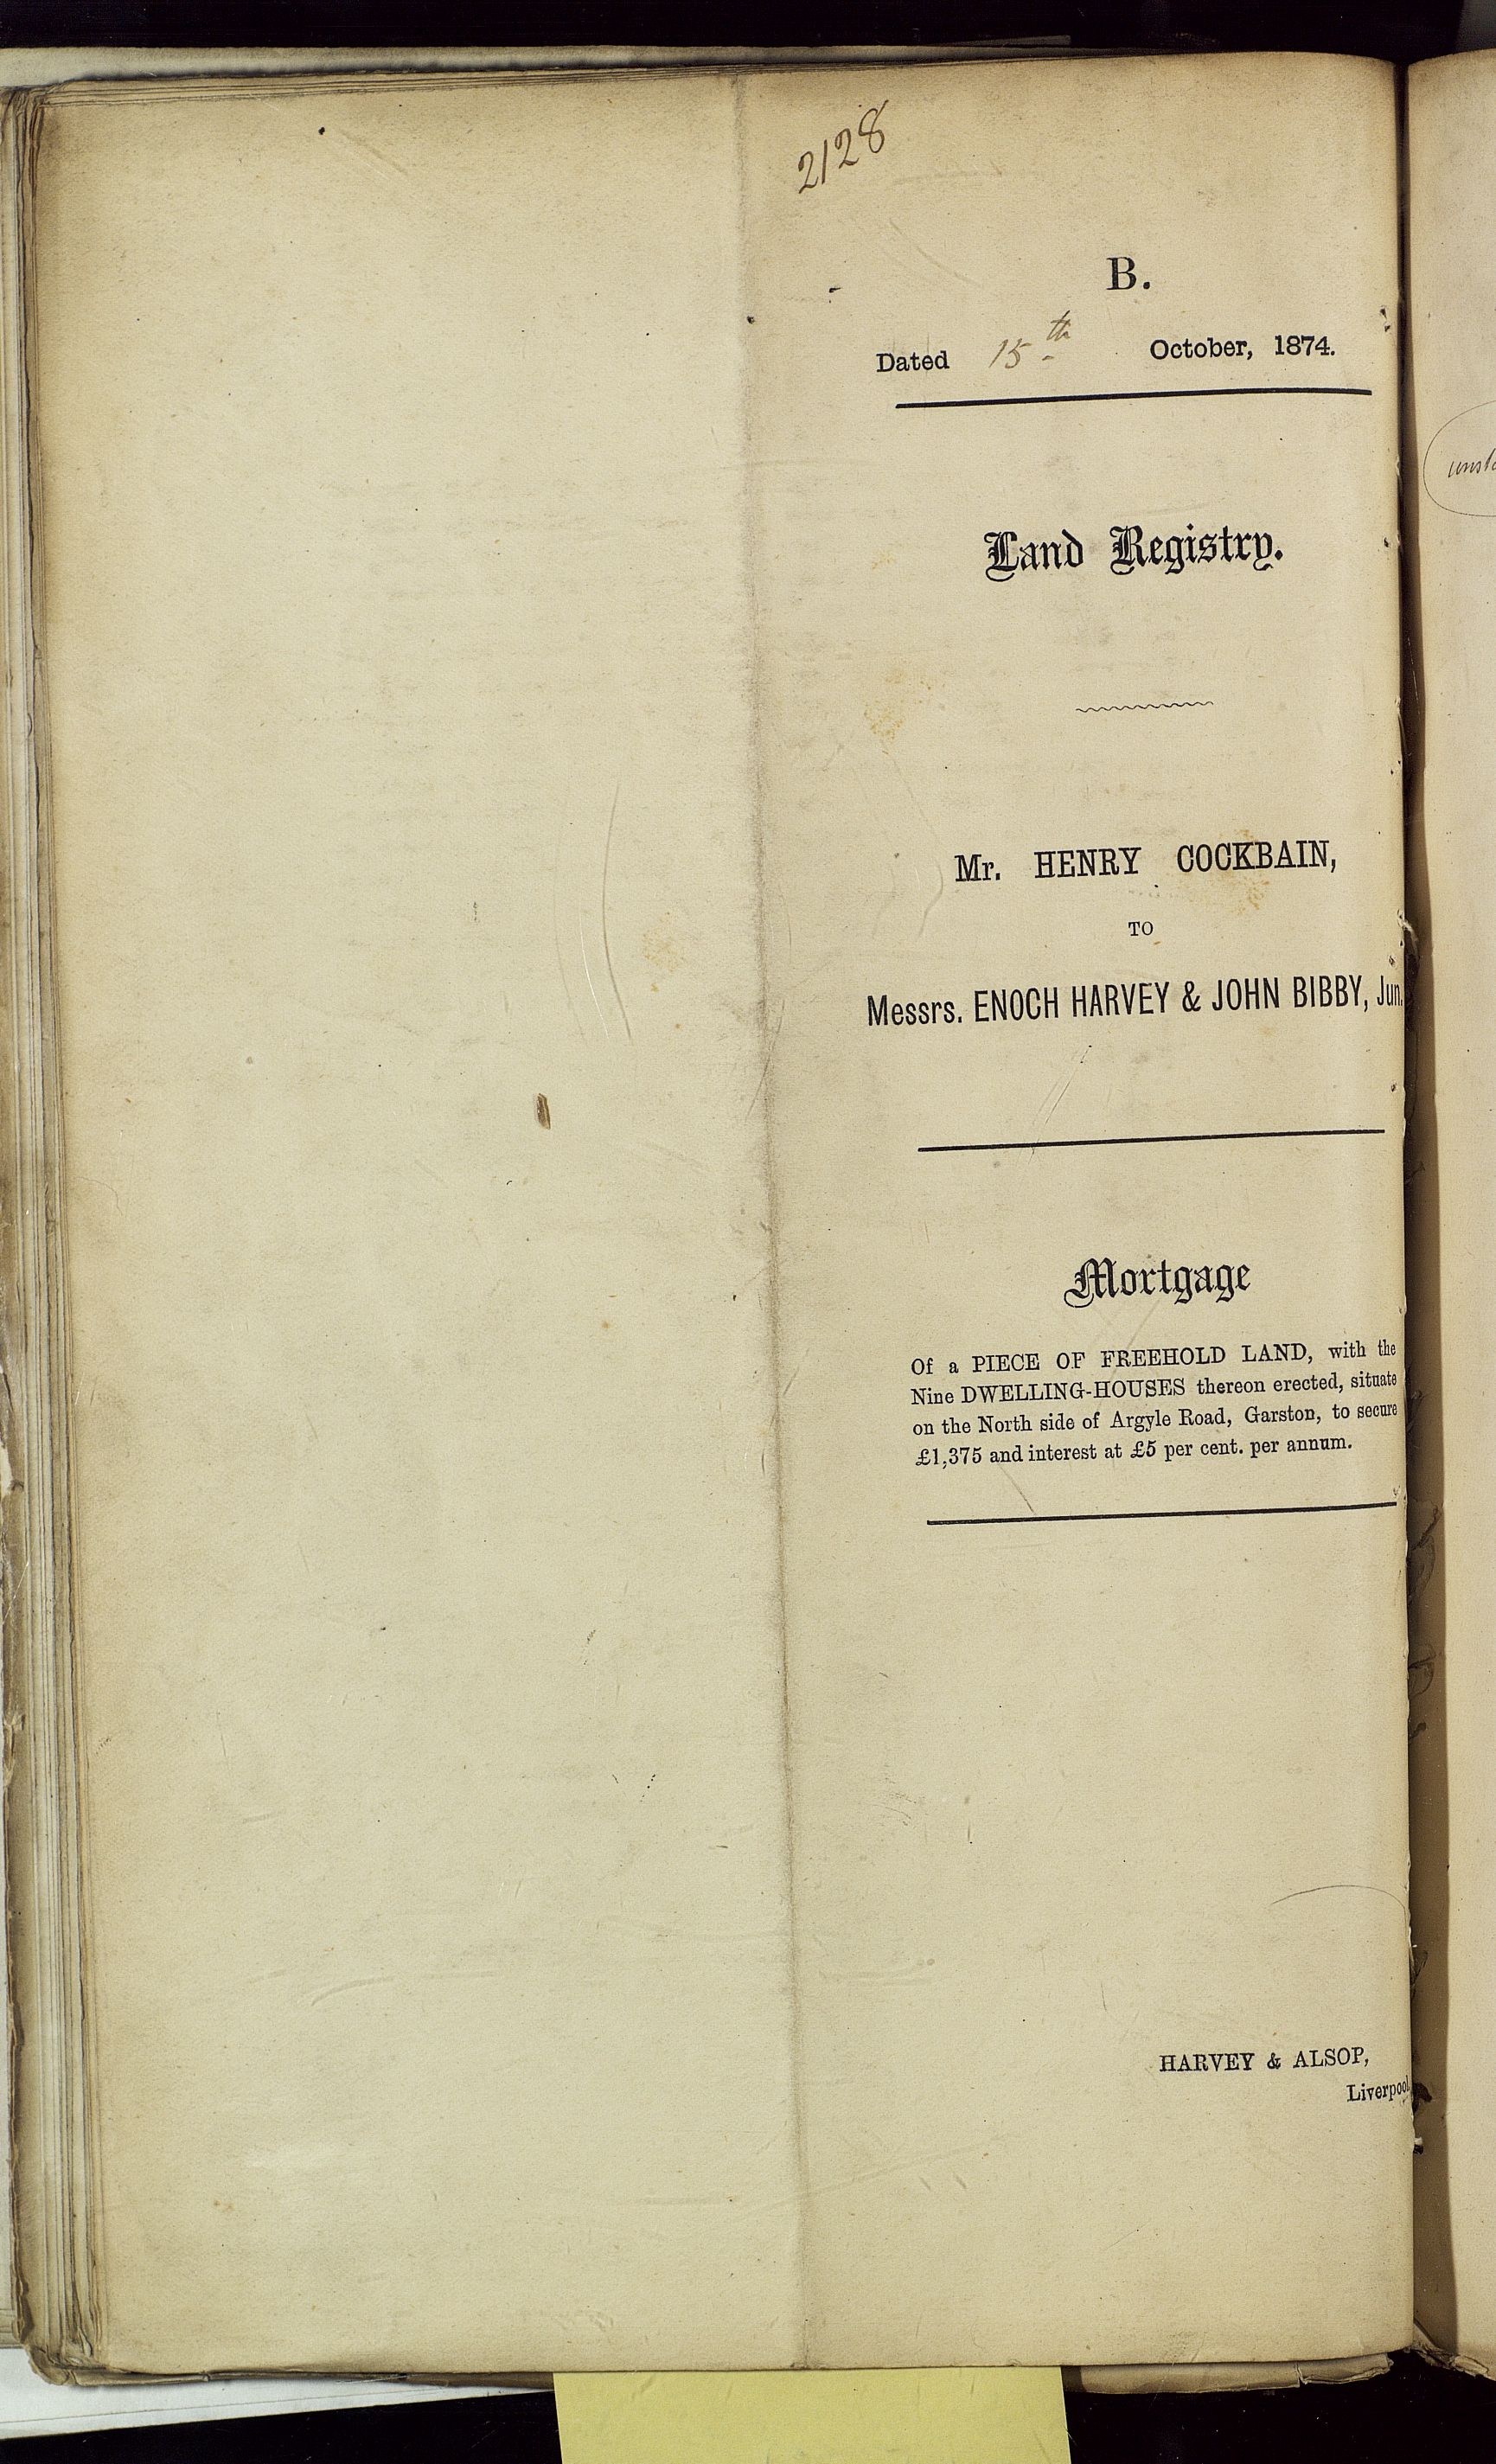 2128
B.
Dated 15th October, 1874.
Land Registry.
Mr. HENRY COCKBAIN,
TO
Messrs. ENOCH HARVEY & JOHN BIBBY, Jun.
Mortgage
Of a PIECE OF FREEHOLD LAND, with the
Nine DWELLING-HOUSES thereon erected, situate
on the North side of Argyle Road, Garston, to secure
£1,375 and interest at £5 per cent. per annum.
HARVEY & ALSOP,
Liverpool